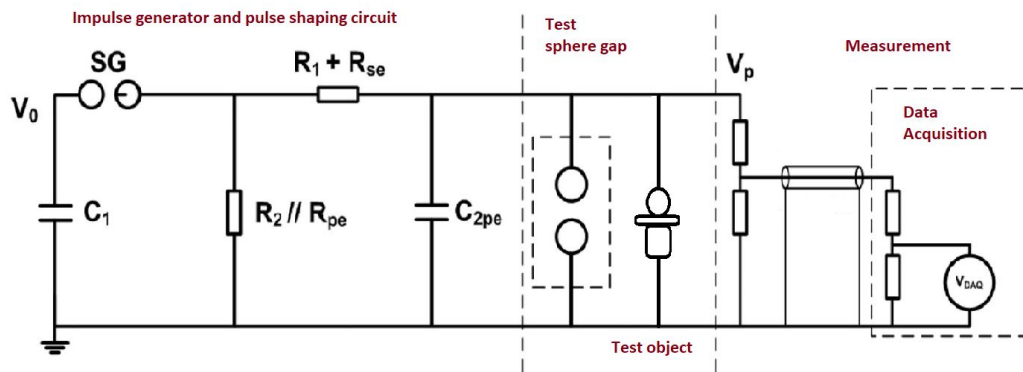 Impulse generator and pulse shaping circuit
Test
sphere gap
Measurement
SG
R₁ + Rₛₑ
Vₚ
V₀
Data
Acquisition
C₁
R₂ // Rₚₑ
C₂ₚₑ
V_DAQ
Test object